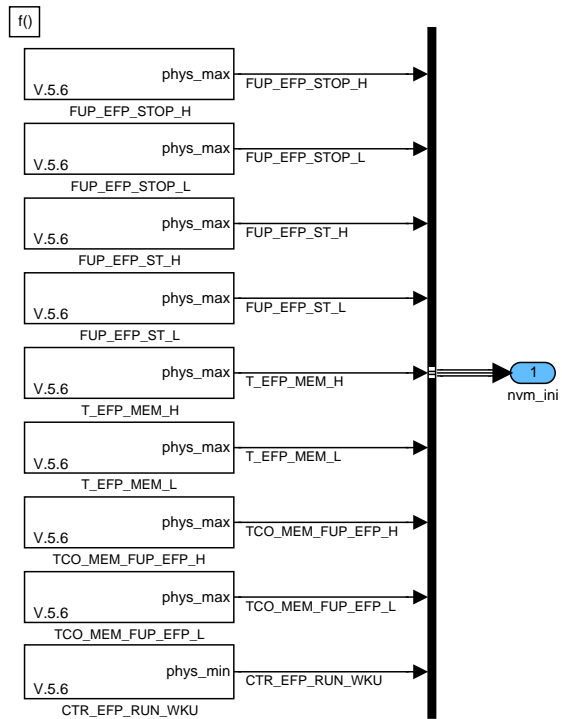 f()
phys_max
V.5.6
FUP_EFP_STOP_H
FUP_EFP_STOP_H
phys_max
V.5.6
FUP_EFP_STOP_L
FUP_EFP_STOP_L
phys_max
V.5.6
FUP_EFP_ST_H
FUP_EFP_ST_H
phys_max
V.5.6
FUP_EFP_ST_L
FUP_EFP_ST_L
phys_max
V.5.6
T_EFP_MEM_H
T_EFP_MEM_H
1
nvm_ini
phys_max
V.5.6
T_EFP_MEM_L
T_EFP_MEM_L
phys_max
V.5.6
TCO_MEM_FUP_EFP_H
TCO_MEM_FUP_EFP_H
phys_max
V.5.6
TCO_MEM_FUP_EFP_L
TCO_MEM_FUP_EFP_L
phys_min
V.5.6
CTR_EFP_RUN_WKU
CTR_EFP_RUN_WKU